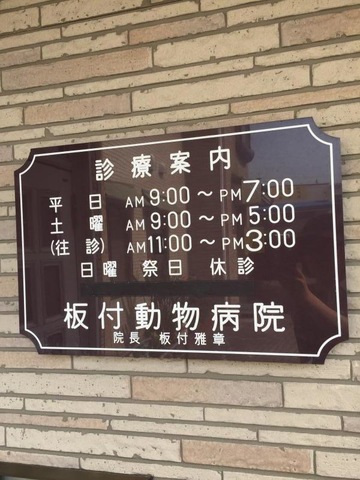 診療案内
平日 AM9:00～PM7:00
土曜 AM9:00～PM5:00
(往診) AM11:00～PM3:00
日曜 祭日 休診
板付動物病院
院長 板付雅章